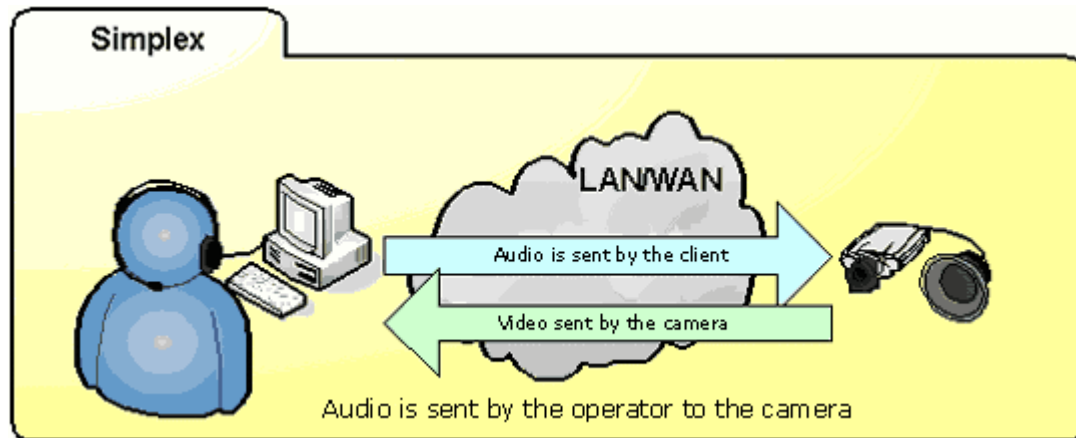 Simplex
LAN/WAN
Audio is sent by the client
Video sent by the camera
Audio is sent by the operator to the camera